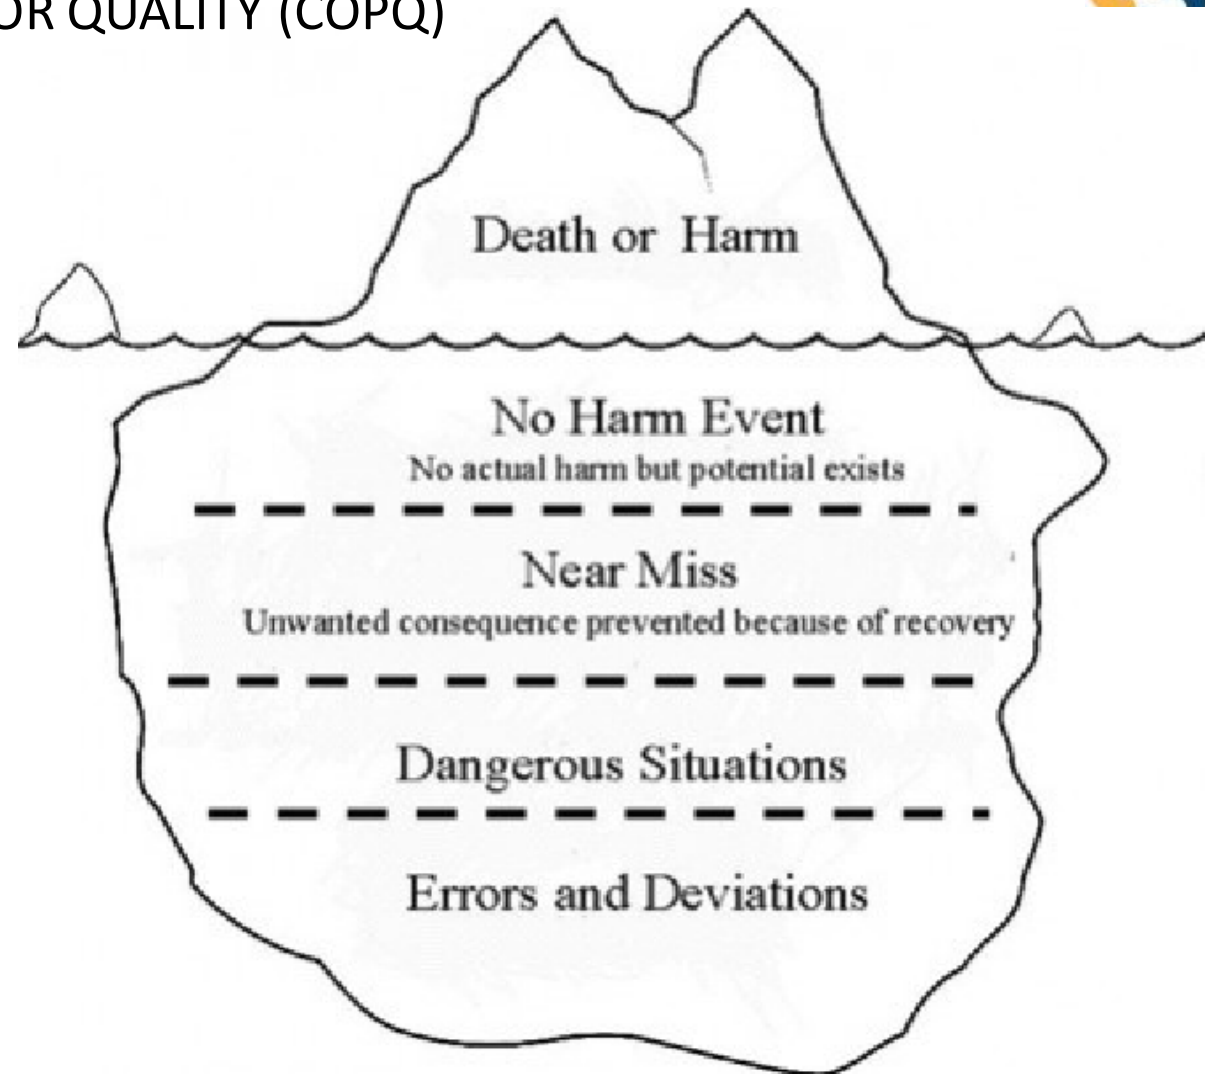 OR QUALITY (COPQ)
Death or Harm
No Harm Event
No actual harm but potential exists
Near Miss
Unwanted consequence prevented because of recovery
Dangerous Situations
Errors and Deviations